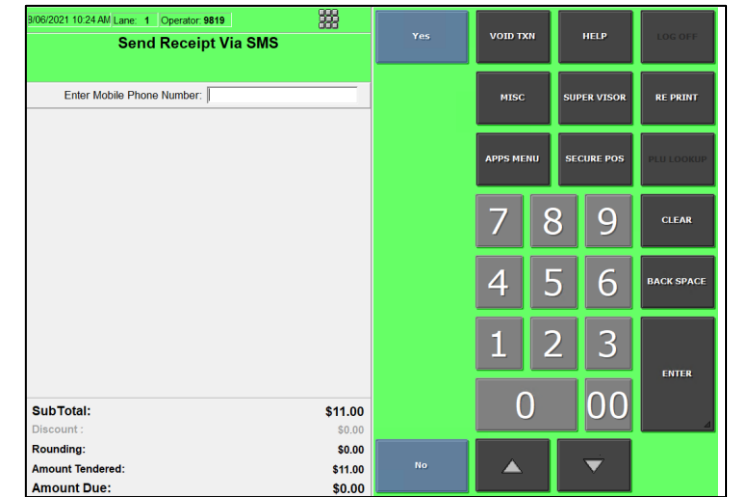 3/06/2021 10:24 AM Lane: 1 Operator: 9819
Send Receipt Via SMS
Enter Mobile Phone Number:
SubTotal: $11.00
Discount : $0.00
Rounding: $0.00
Amount Tendered: $11.00
Amount Due: $0.00
Yes
VOID TXN HELP LOG OFF
MISC SUPER VISOR RE PRINT
APPS MENU SECURE POS PLU LOOKUP
7 8 9 CLEAR
4 5 6 BACK SPACE
1 2 3
ENTER
0 00
No